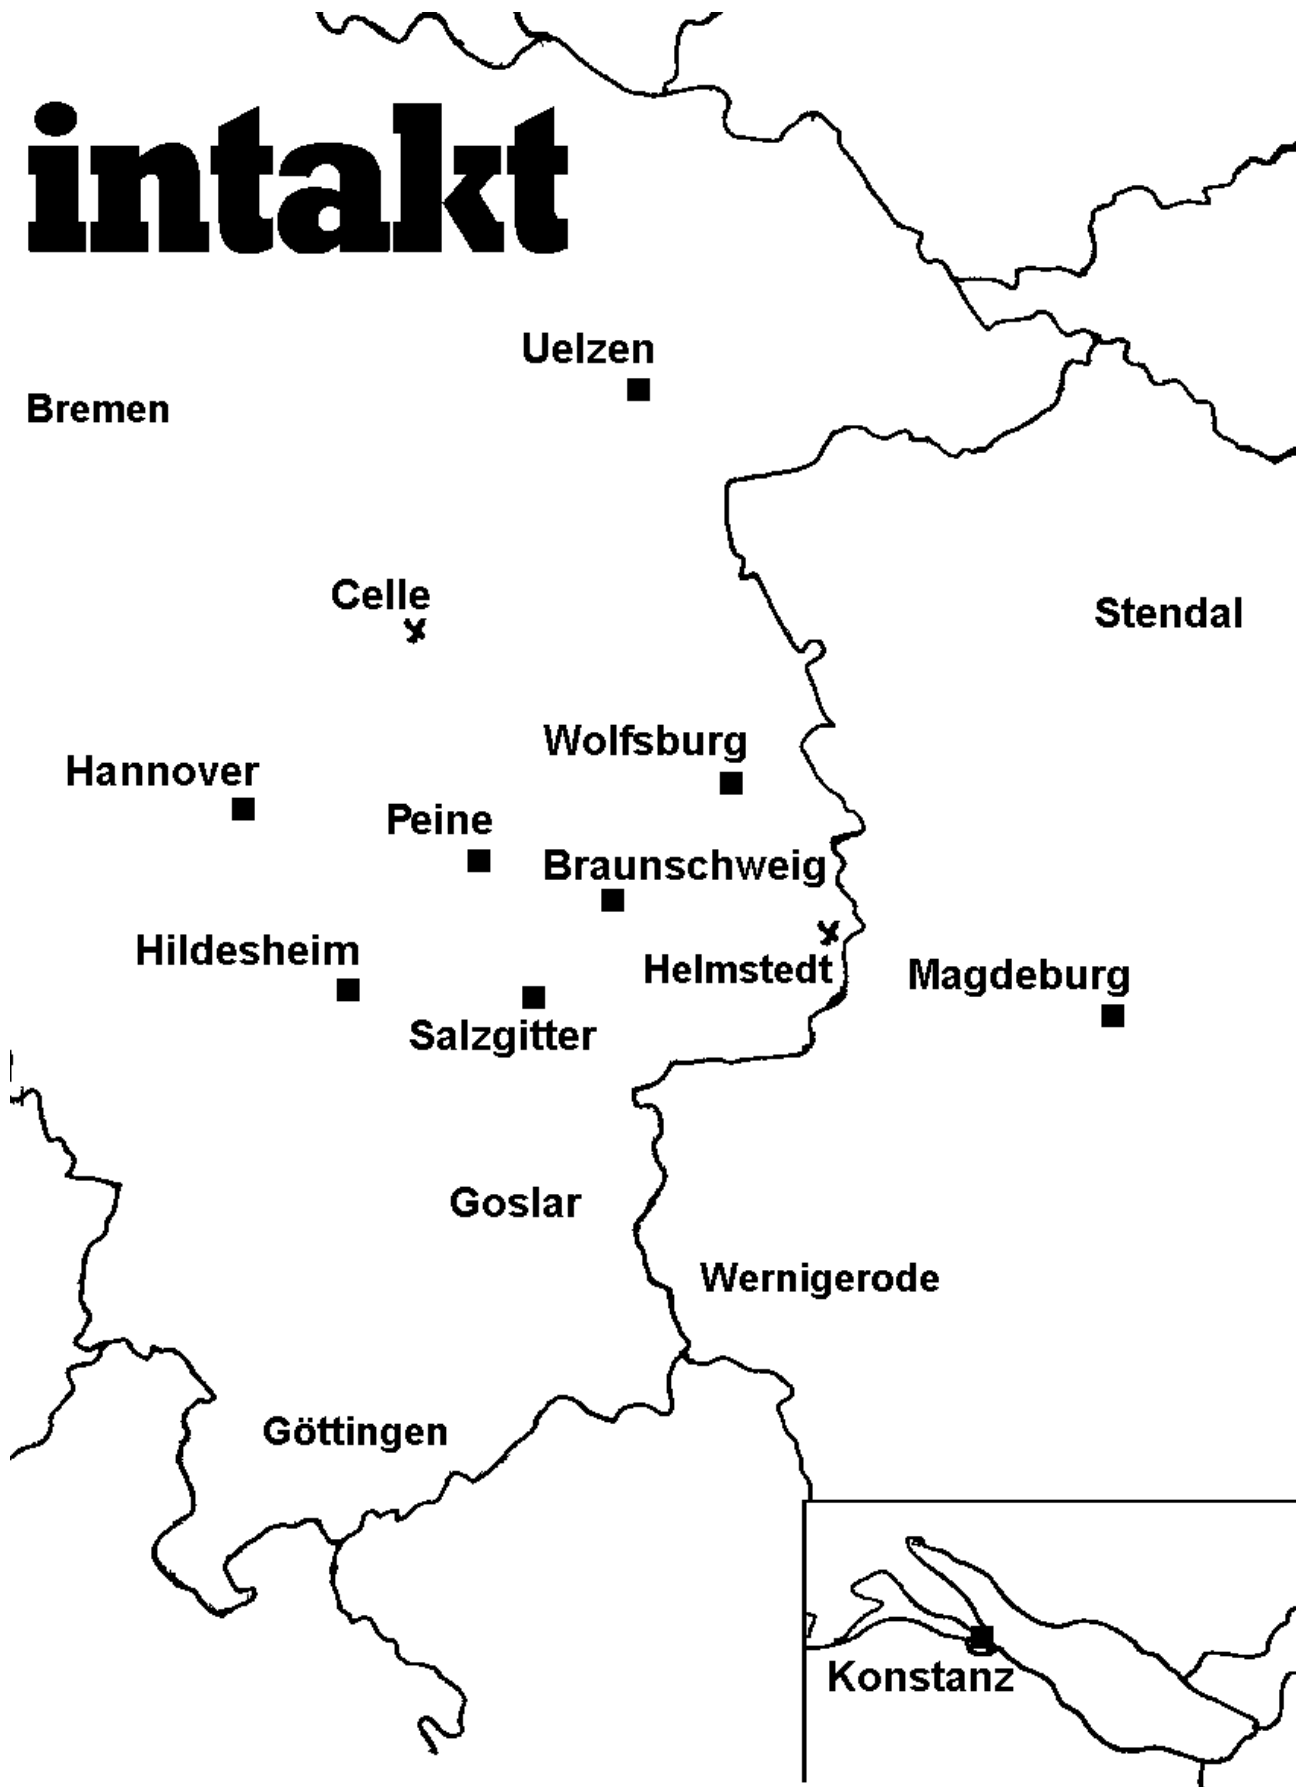 intakt
Uelzen
Bremen
Celle
Stendal
Wolfsburg
Hannover
Peine
Braunschweig
Hildesheim
Helmstedt
Magdeburg
Salzgitter
Goslar
Wernigerode
Göttingen
Konstanz